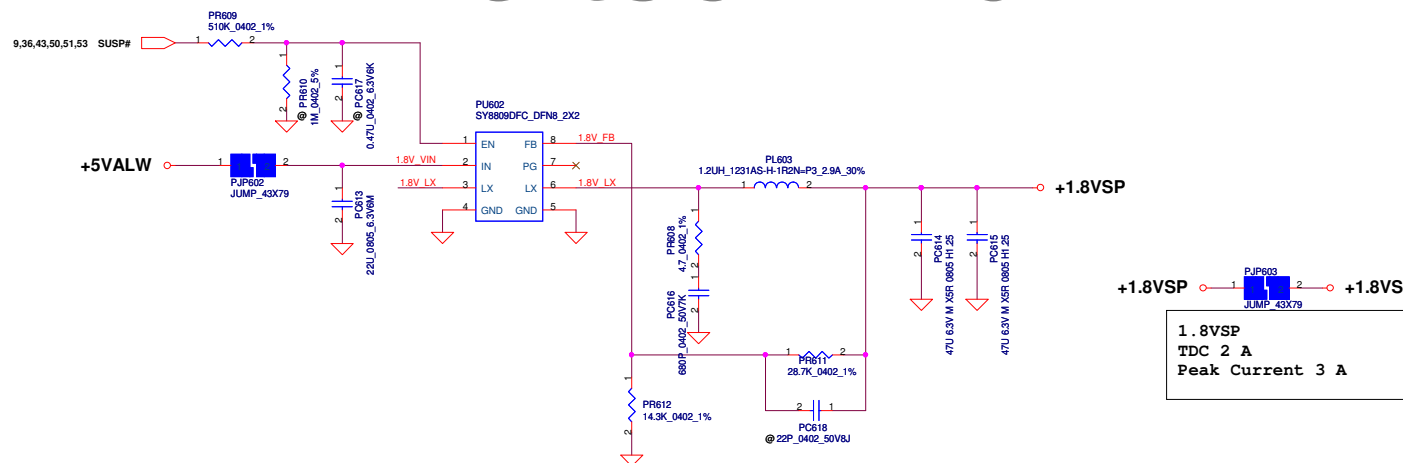 PR609
510K_0402_1%
9,36,43,50,51,53 SUSP#
1 2
1
2
@ PR610
1M_0402_5%
1
2
@ PC617
0.47U_0402_6.3V6K
PU602
SY8809DFC_DFN8_2X2
1 EN FB 8 1.8V_FB
2 IN PG 7
3 LX LX 6 1.8V_LX
4 GND GND 5
+5VALW
1 2
PJP602
JUMP_43X79
1.8V_VIN
1.8V_LX
1
2
PC613
22U_0805_6.3V6M
PL603
1.2UH_1231AS-H-1R2N=P3_2.9A_30%
1 2
+1.8VSP
1
2
PR608
4.7_0402_1%
1
2
PC616
680P_0402_50V7K
1
2
PC614
47U 6.3V M X5R 0805 H1.25
1
2
PC615
47U 6.3V M X5R 0805 H1.25
+1.8VSP 1 2 +1.8VS
PJP603
JUMP_43X79
1.8VSP
TDC 2 A
Peak Current 3 A
1 2
PR611
28.7K_0402_1%
2 1
PC618
@ 22P_0402_50V8J
1
2
PR612
14.3K_0402_1%